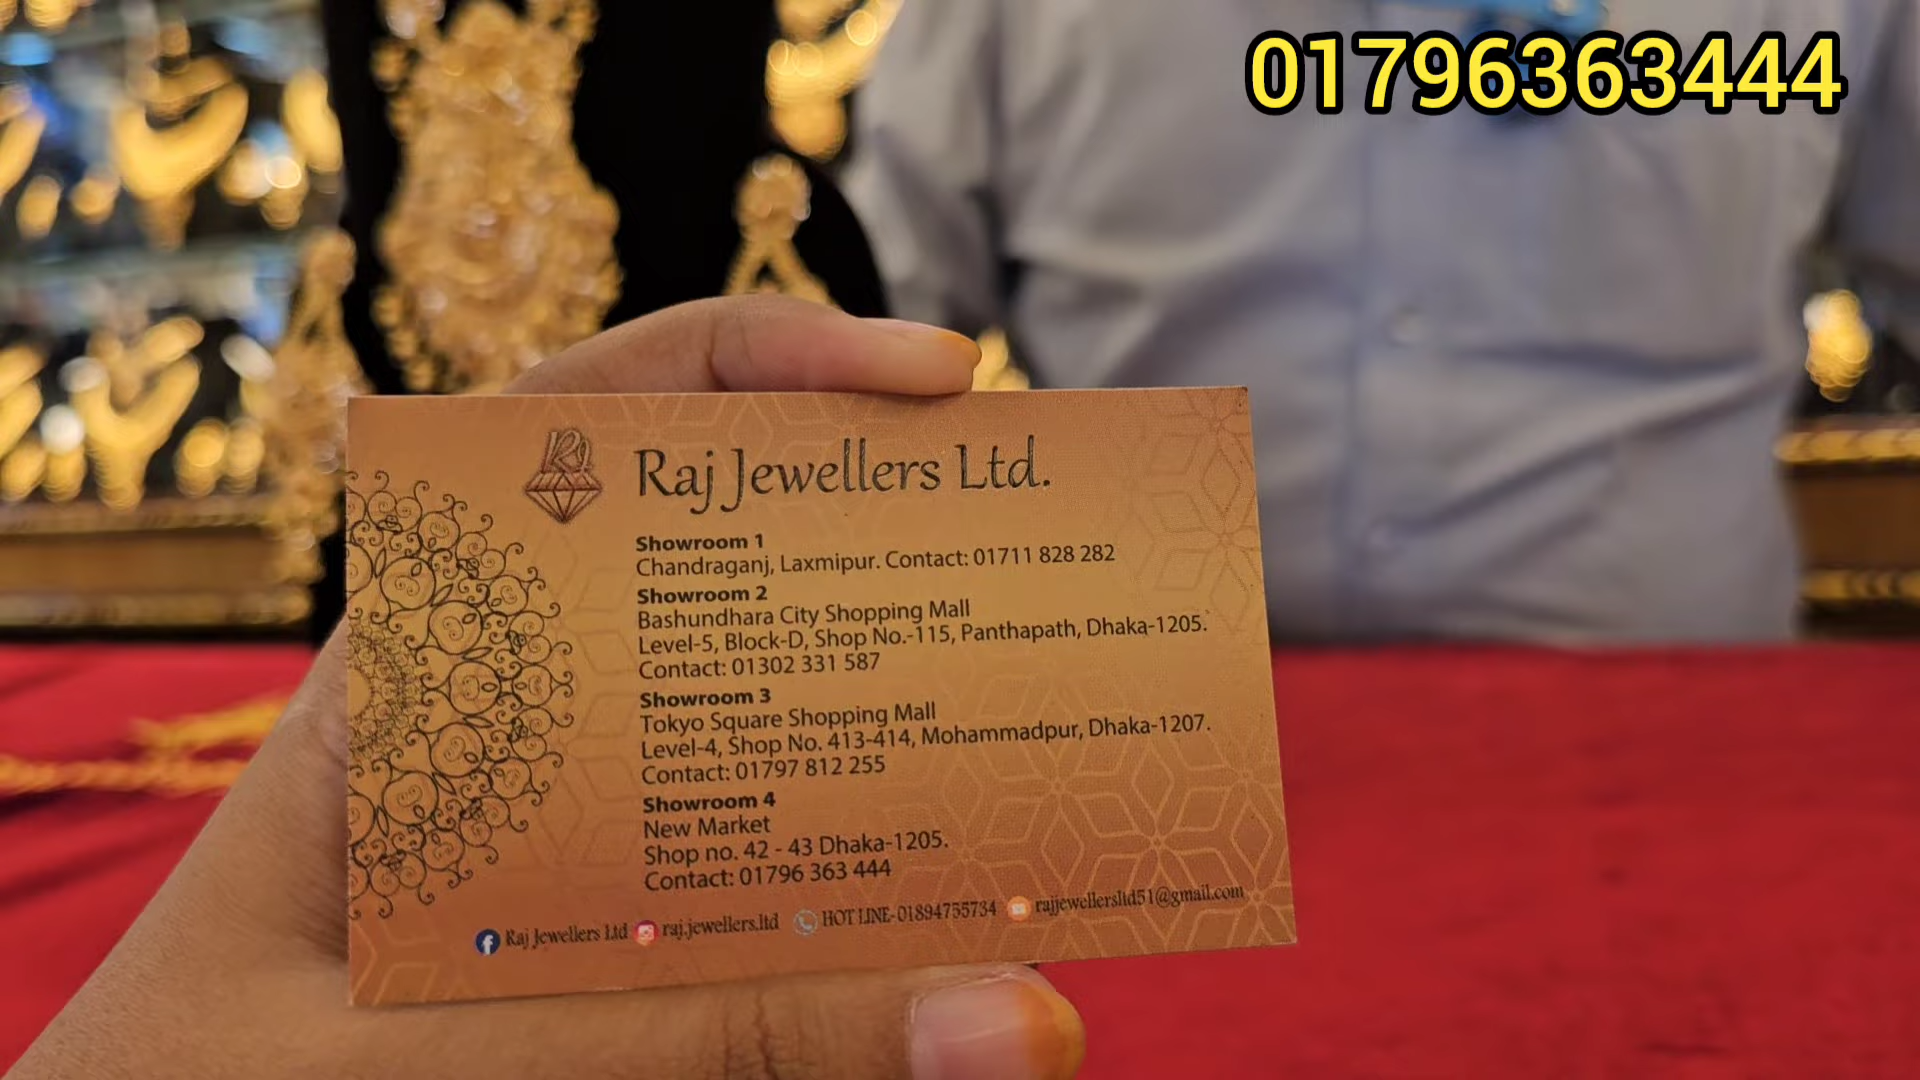 01796363444
RJ
Raj Jewellers Ltd.
Showroom 1
Chandraganj, Laxmipur. Contact: 01711 828 282
Showroom 2
Bashundhara City Shopping Mall
Level-5, Block-D, Shop No.-115, Panthapath, Dhaka-1205.
Contact: 01302 331 587
Showroom 3
Tokyo Square Shopping Mall
Level-4, Shop No. 413-414, Mohammadpur, Dhaka-1207.
Contact: 01797 812 255
Showroom 4
New Market
Shop no. 42 - 43 Dhaka-1205.
Contact: 01796 363 444
Raj Jewellers Ltd raj.jewellers.ltd HOT LINE-01894755734 rajjewellersltd51@gmail.com